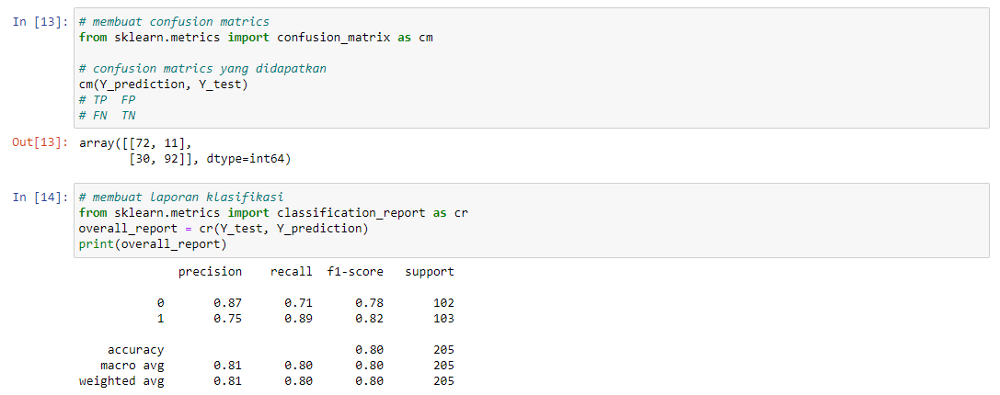 In [13]: # membuat confusion matrics
from sklearn.metrics import confusion_matrix as cm
# confusion matrics yang didapatkan
cm(Y_prediction, Y_test)
# TP  FP
# FN  TN
Out[13]: array([[72, 11],
[30, 92]], dtype=int64)
In [14]: # membuat laporan klasifikasi
from sklearn.metrics import classification_report as cr
overall_report = cr(Y_test, Y_prediction)
print(overall_report)
precision recall f1-score support
0 0.87 0.71 0.78 102
1 0.75 0.89 0.82 103
accuracy 0.80 205
macro avg 0.81 0.80 0.80 205
weighted avg 0.81 0.80 0.80 205